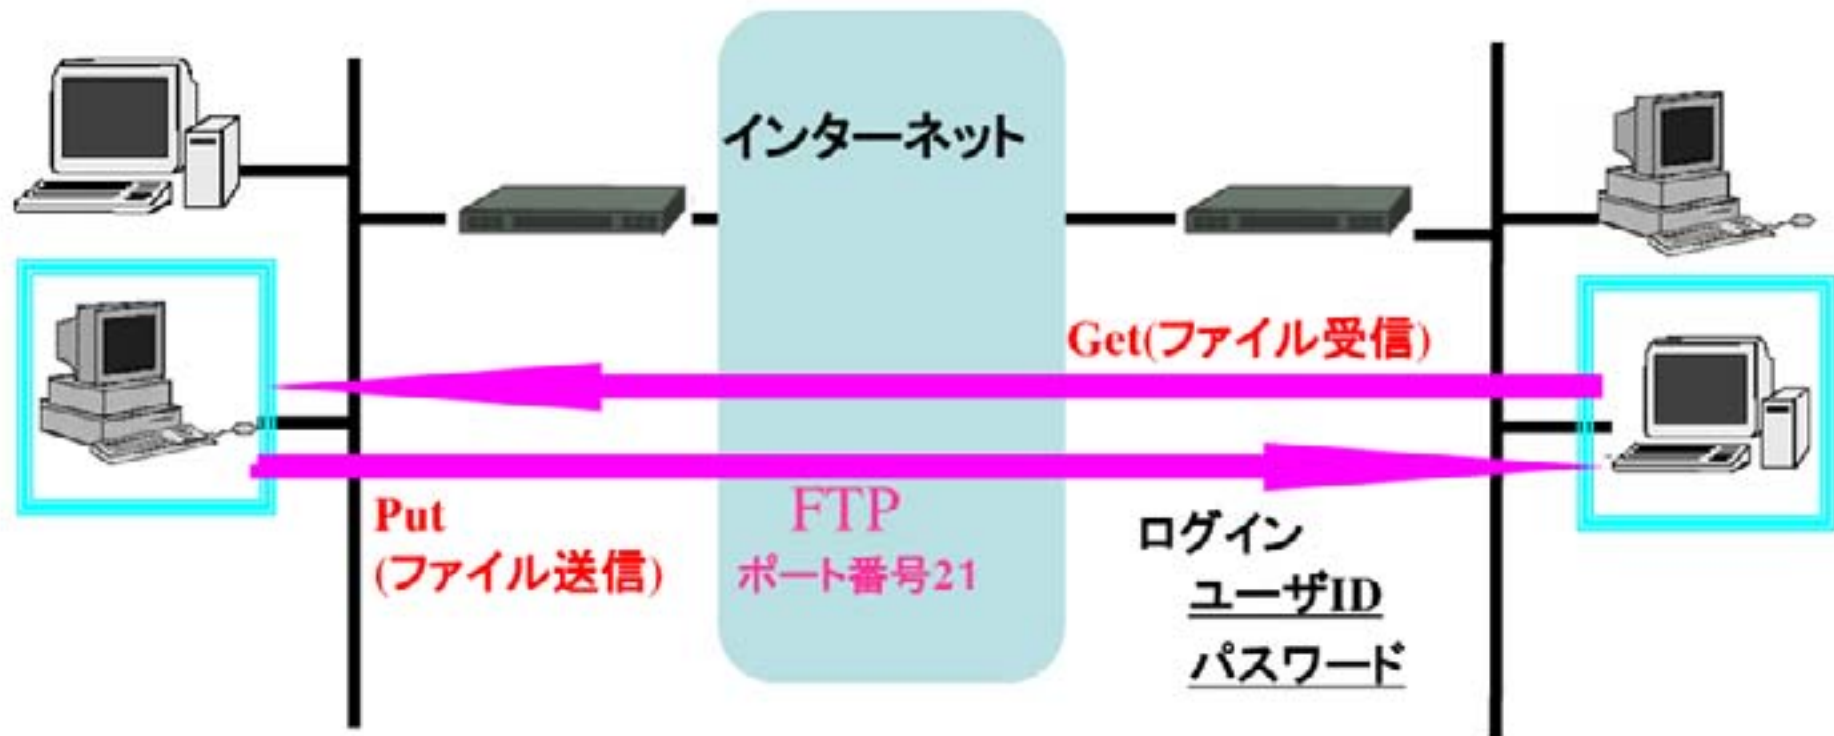 インターネット
Get(ファイル受信)
Put
(ファイル送信)
FTP
ポート番号21
ログイン
ユーザID
パスワード